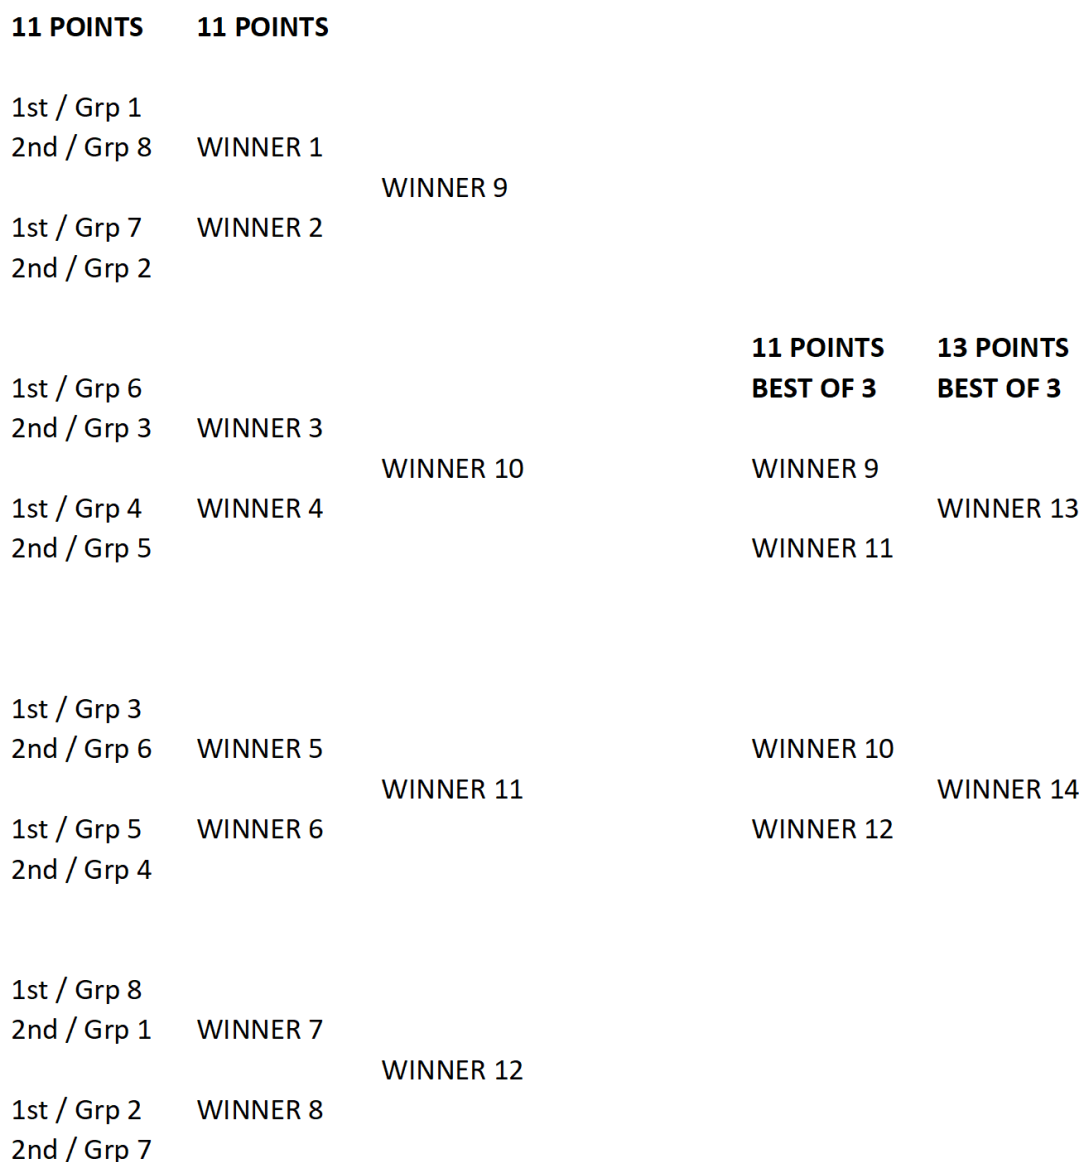 11 POINTS 11 POINTS
1st / Grp 1
2nd / Grp 8 WINNER 1
WINNER 9
1st / Grp 7 WINNER 2
2nd / Grp 2
11 POINTS 13 POINTS
1st / Grp 6 BEST OF 3 BEST OF 3
2nd / Grp 3 WINNER 3
WINNER 10 WINNER 9
1st / Grp 4 WINNER 4 WINNER 13
2nd / Grp 5 WINNER 11
1st / Grp 3
2nd / Grp 6 WINNER 5 WINNER 10
WINNER 11 WINNER 14
1st / Grp 5 WINNER 6 WINNER 12
2nd / Grp 4
1st / Grp 8
2nd / Grp 1 WINNER 7
WINNER 12
1st / Grp 2 WINNER 8
2nd / Grp 7